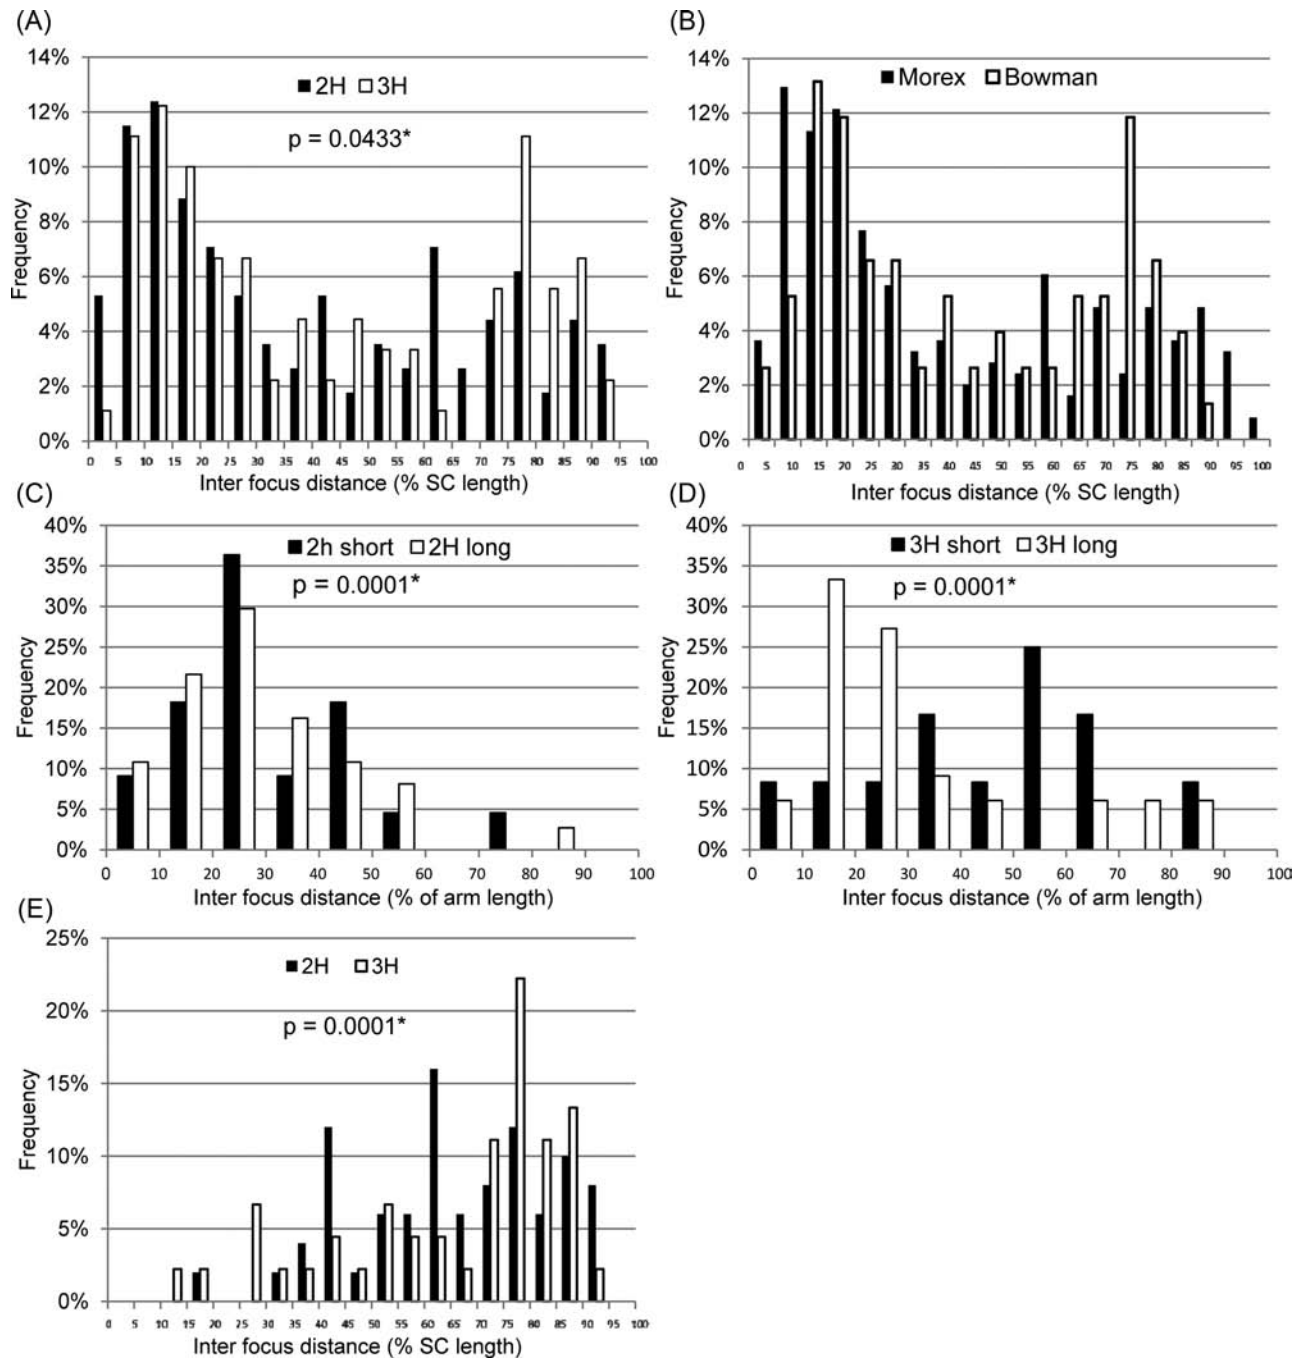 (A)
14%
12%
10%
8%
6%
4%
2%
0%
Frequency
2H 3H
p = 0.0433*
0 5 10 15 20 25 30 35 40 45 50 55 60 65 70 75 80 85 90 95 100
Inter focus distance (% SC length)
(B)
14%
12%
10%
8%
6%
4%
2%
0%
Frequency
Morex Bowman
0 5 10 15 20 25 30 35 40 45 50 55 60 65 70 75 80 85 90 95 100
Inter focus distance (% SC length)
(C)
40%
35%
30%
25%
20%
15%
10%
5%
0%
Frequency
2h short 2H long
p = 0.0001*
0 10 20 30 40 50 60 70 80 90 100
Inter focus distance (% of arm length)
(D)
40%
35%
30%
25%
20%
15%
10%
5%
0%
Frequency
3H short 3H long
p = 0.0001*
0 10 20 30 40 50 60 70 80 90 100
Inter focus distance (% of arm length)
(E)
25%
20%
15%
10%
5%
0%
Frequency
2H 3H
p = 0.0001*
0 5 10 15 20 25 30 35 40 45 50 55 60 65 70 75 80 85 90 95 100
Inter focus distance (% SC length)